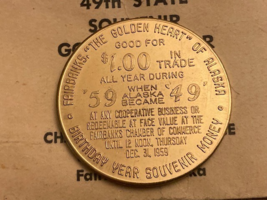 49th STATE
SOUVENIR
FAIRBANKS, "THE GOLDEN HEART" OF ALASKA
GOOD FOR
$1.00 IN TRADE
ALL YEAR DURING
"59 WHEN ALASKA BECAME "49"
AT ANY COOPERATIVE BUSINESS OR
REDEEMABLE AT FACE VALUE AT THE
FAIRBANKS CHAMBER OF COMMERCE
UNTIL 12 NOON, THURSDAY
DEC. 31, 1959
BIRTHDAY YEAR SOUVENIR MONEY